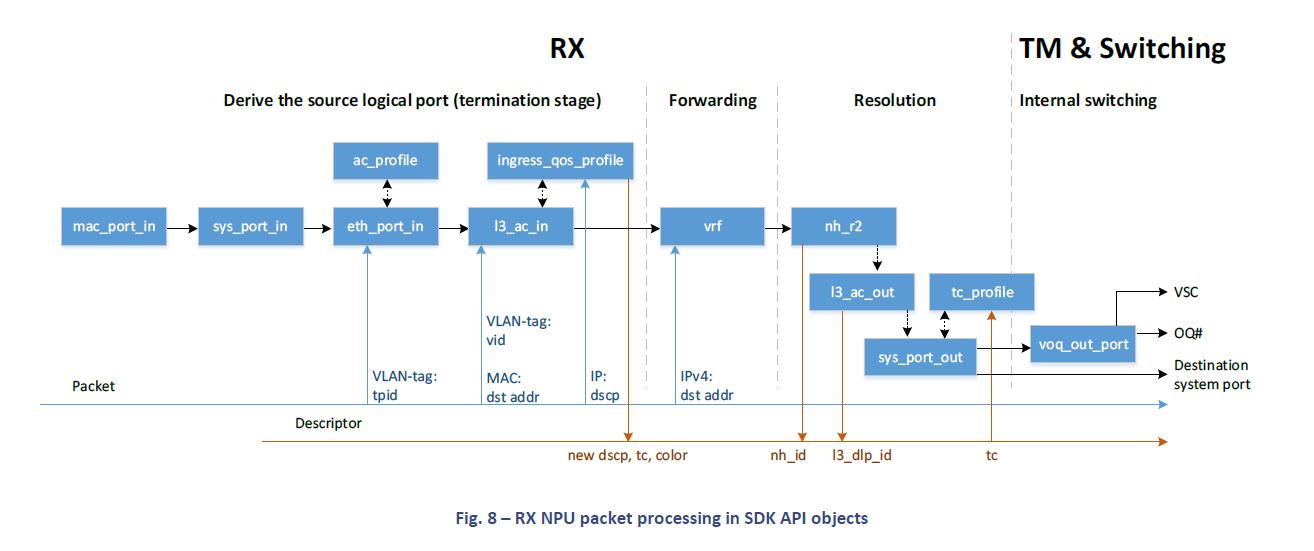 RX
TM & Switching
Derive the source logical port (termination stage)
Forwarding
Resolution
Internal switching
ac_profile
ingress_qos_profile
mac_port_in
sys_port_in
eth_port_in
l3_ac_in
vrf
nh_r2
l3_ac_out
tc_profile
VSC
voq_out_port
OQ#
sys_port_out
Destination
system port
VLAN-tag:
vid
Packet
VLAN-tag:
tpid
MAC:
dst addr
IP:
dscp
IPv4:
dst addr
Descriptor
new dscp, tc, color
nh_id
l3_dlp_id
tc
Fig. 8 – RX NPU packet processing in SDK API objects